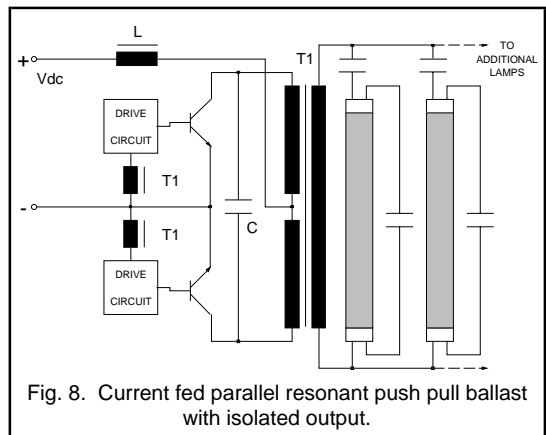 L
+
Vdc
T1
TO
ADDITIONAL
LAMPS
DRIVE
CIRCUIT
T1
-
T1
C
DRIVE
CIRCUIT
Fig. 8. Current fed parallel resonant push pull ballast
with isolated output.